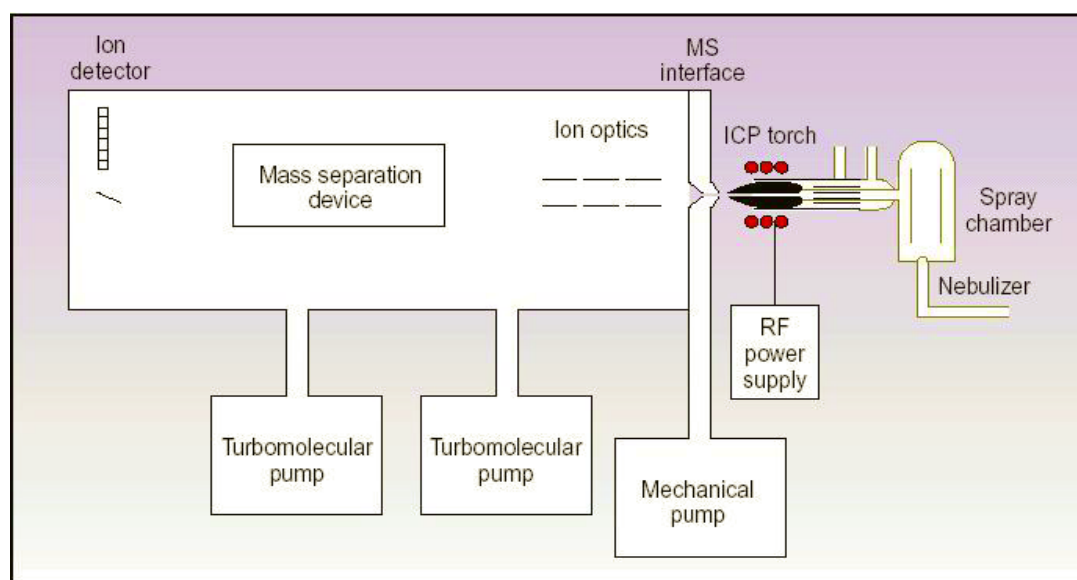 Ion
detector
MS
interface
Ion optics
ICP torch
Mass separation
device
Spray
chamber
Nebulizer
RF
power
supply
Turbomolecular
pump
Turbomolecular
pump
Mechanical
pump